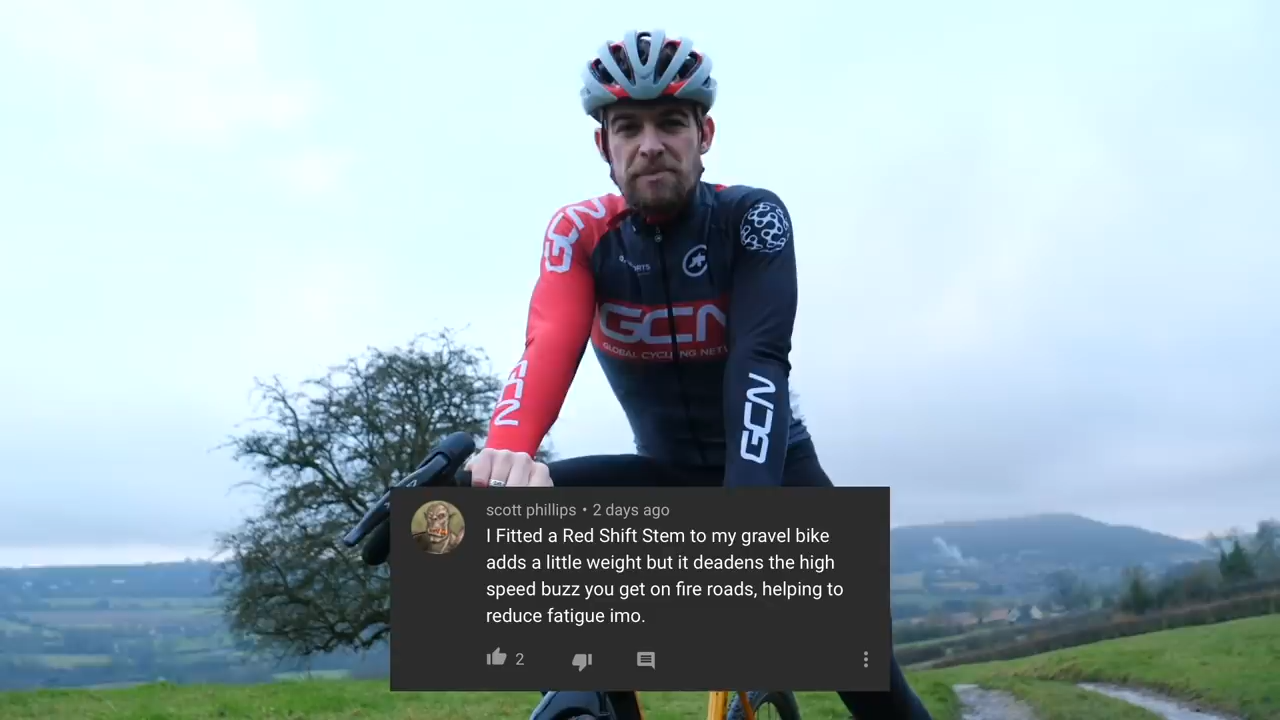 GCN
GCN
GCN
GLOBAL CYCLING NET
GCN
scott phillips • 2 days ago
I Fitted a Red Shift Stem to my gravel bike
adds a little weight but it deadens the high
speed buzz you get on fire roads, helping to
reduce fatigue imo.
2